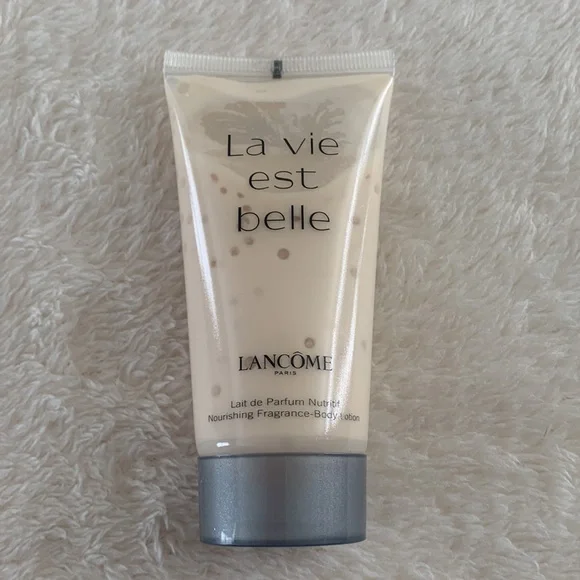 La vie
est
belle
LANCÔME
PARIS
Lait de Parfum Nutritif
Nourishing Fragrance-Body Lotion